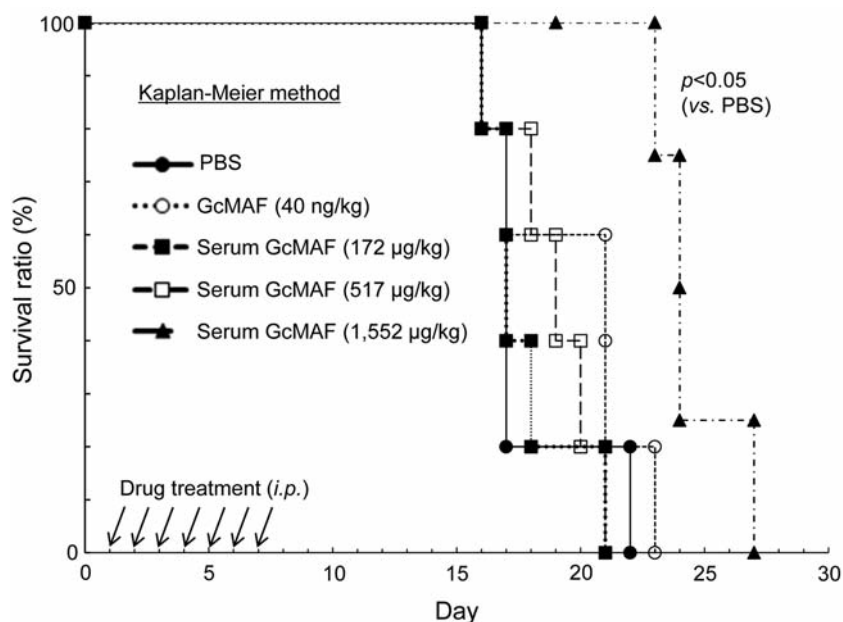 100
50
0
Survival ratio (%)
Kaplan-Meier method
PBS
GcMAF (40 ng/kg)
Serum GcMAF (172 µg/kg)
Serum GcMAF (517 µg/kg)
Serum GcMAF (1,552 µg/kg)
p<0.05
(vs. PBS)
Drug treatment (i.p.)
0 5 10 15 20 25 30
Day